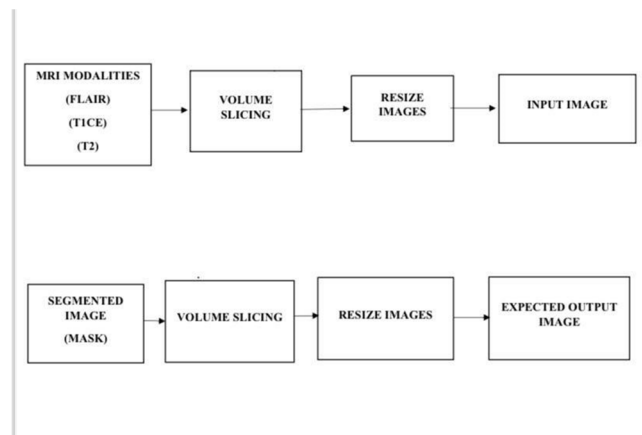 MRI MODALITIES
(FLAIR)
(T1CE)
(T2)
VOLUME
SLICING
RESIZE
IMAGES
INPUT IMAGE
SEGMENTED
IMAGE
(MASK)
VOLUME SLICING
RESIZE IMAGES
EXPECTED OUTPUT
IMAGE